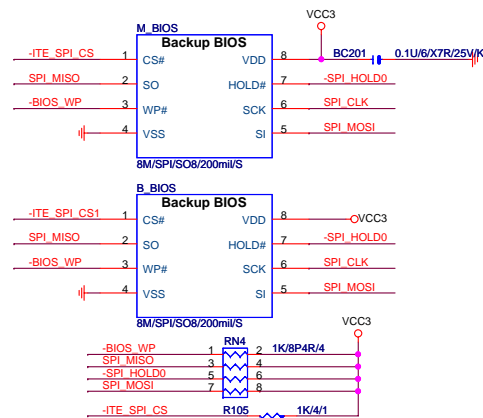 VCC3
M_BIOS
Backup BIOS
-ITE_SPI_CS 1 CS# VDD 8 BC201 0.1U/6/X7R/25V/K
SPI_MISO 2 SO HOLD# 7 -SPI_HOLD0
-BIOS_WP 3 WP# SCK 6 SPI_CLK
4 VSS SI 5 SPI_MOSI
8M/SPI/SO8/200mil/S
B_BIOS
Backup BIOS
-ITE_SPI_CS1 1 CS# VDD 8 VCC3
SPI_MISO 2 SO HOLD# 7 -SPI_HOLD0
-BIOS_WP 3 WP# SCK 6 SPI_CLK
4 VSS SI 5 SPI_MOSI
8M/SPI/SO8/200mil/S
VCC3
RN4
-BIOS_WP 1 2 1K/8P4R/4
SPI_MISO 3 4
-SPI_HOLD0 5 6
SPI_MOSI 7 8
-ITE_SPI_CS R105 1K/4/1